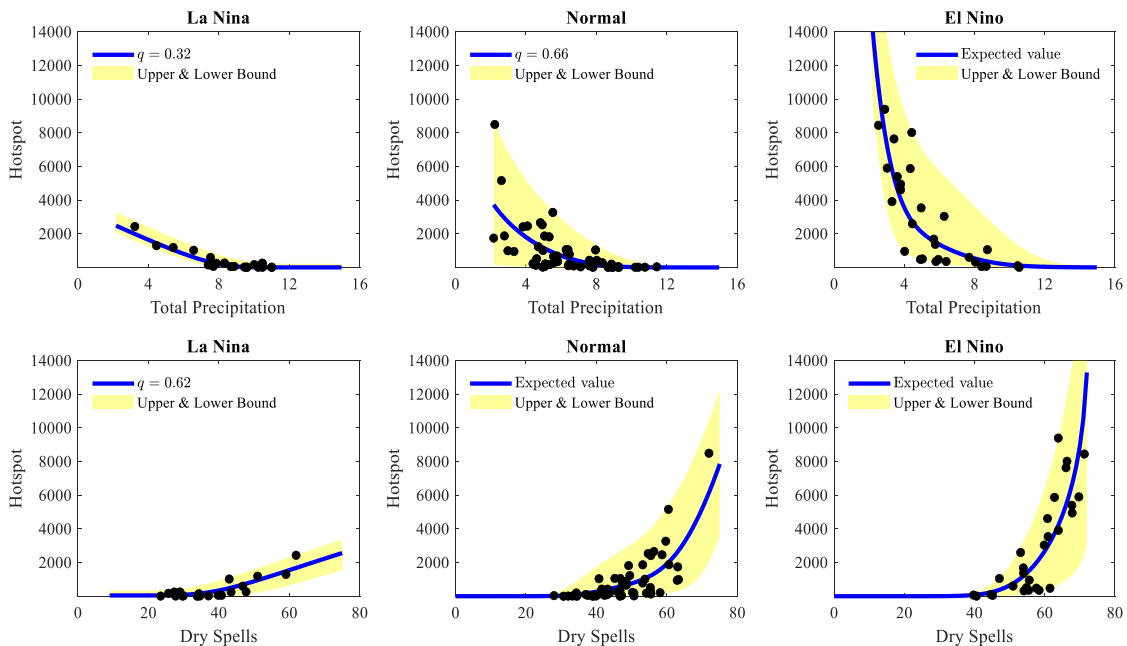 La Nina
14000
12000
10000
8000
6000
4000
2000
Hotspot
q = 0.32
Upper & Lower Bound
0 4 8 12 16
Total Precipitation
Normal
14000
12000
10000
8000
6000
4000
2000
Hotspot
q = 0.66
Upper & Lower Bound
0 4 8 12 16
Total Precipitation
El Nino
14000
12000
10000
8000
6000
4000
2000
Hotspot
Expected value
Upper & Lower Bound
0 4 8 12 16
Total Precipitation
La Nina
14000
12000
10000
8000
6000
4000
2000
Hotspot
q = 0.62
Upper & Lower Bound
0 20 40 60 80
Dry Spells
Normal
14000
12000
10000
8000
6000
4000
2000
Hotspot
Expected value
Upper & Lower Bound
0 20 40 60 80
Dry Spells
El Nino
14000
12000
10000
8000
6000
4000
2000
Hotspot
Expected value
Upper & Lower Bound
0 20 40 60 80
Dry Spells